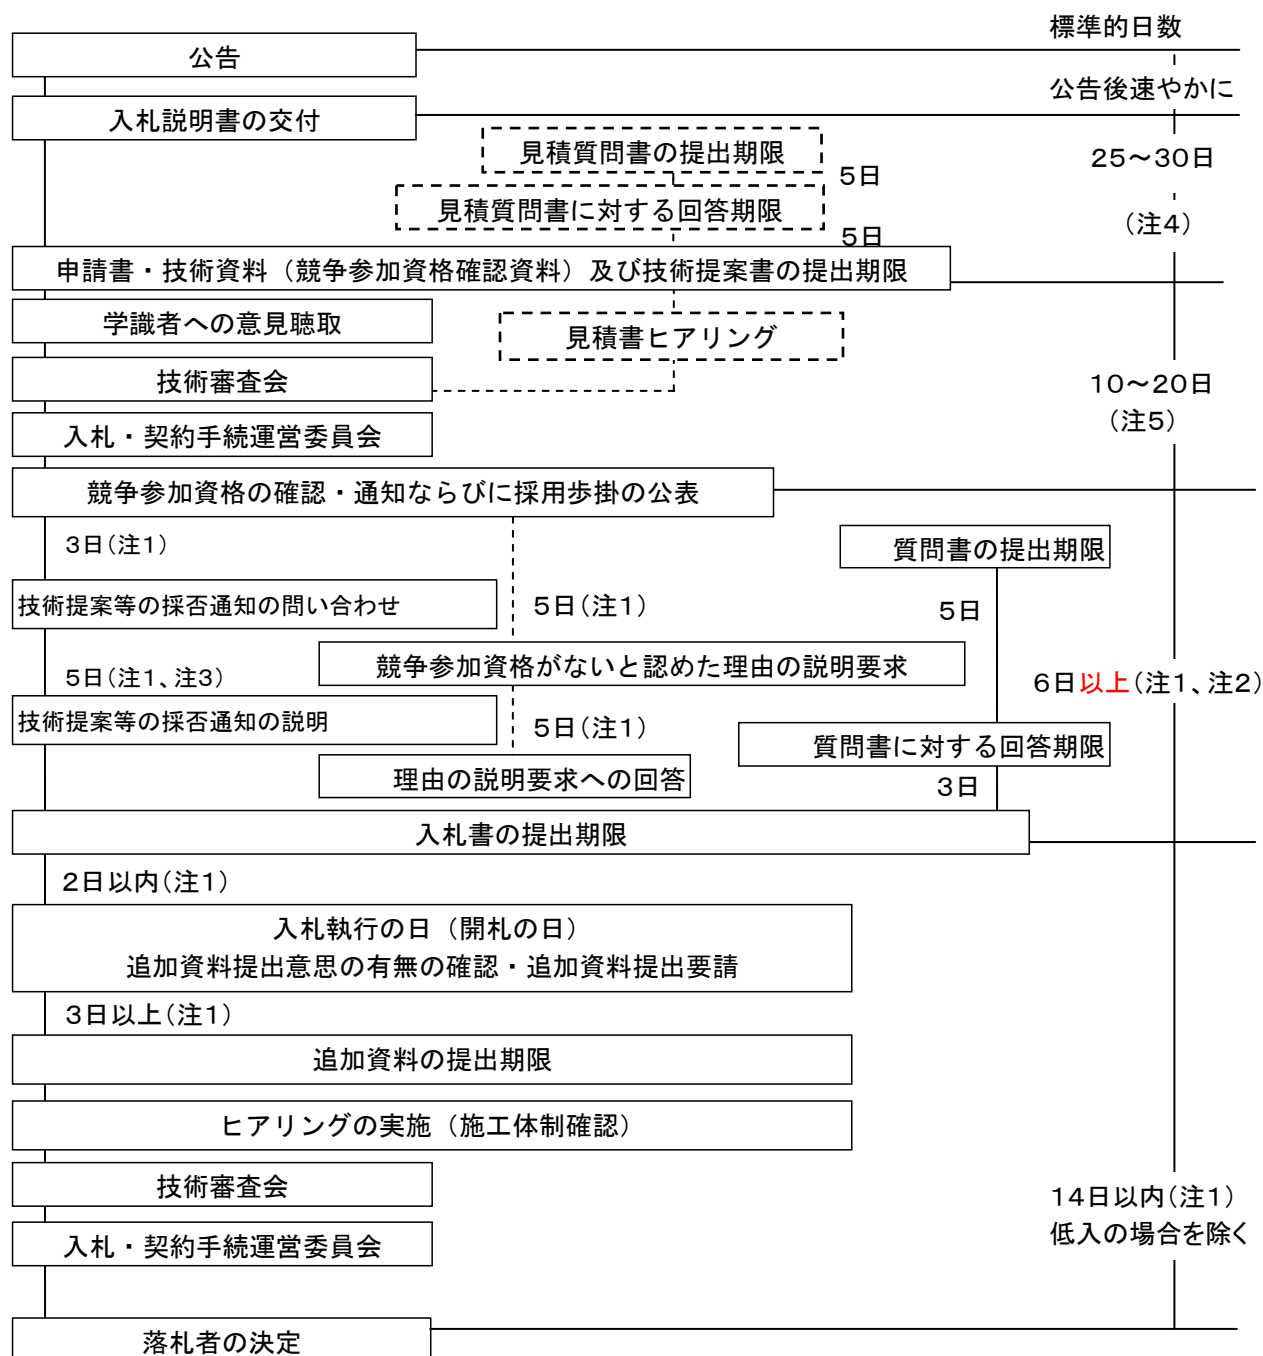 標準的日数
公告
公告後速やかに
入札説明書の交付
見積質問書の提出期限
25～30日
5日
見積質問書に対する回答期限
(注4)
5日
申請書・技術資料（競争参加資格確認資料）及び技術提案書の提出期限
学識者への意見聴取
見積書ヒアリング
技術審査会
10～20日
(注5)
入札・契約手続運営委員会
競争参加資格の確認・通知ならびに採用歩掛の公表
3日(注1)
質問書の提出期限
技術提案等の採否通知の問い合わせ
5日(注1)
5日
競争参加資格がないと認めた理由の説明要求
5日(注1、注3)
6日以上(注1、注2)
技術提案等の採否通知の説明
5日(注1)
質問書に対する回答期限
理由の説明要求への回答
3日
入札書の提出期限
2日以内(注1)
入札執行の日（開札の日）
追加資料提出意思の有無の確認・追加資料提出要請
3日以上(注1)
追加資料の提出期限
ヒアリングの実施（施工体制確認）
技術審査会
14日以内(注1)
低入の場合を除く
入札・契約手続運営委員会
落札者の決定